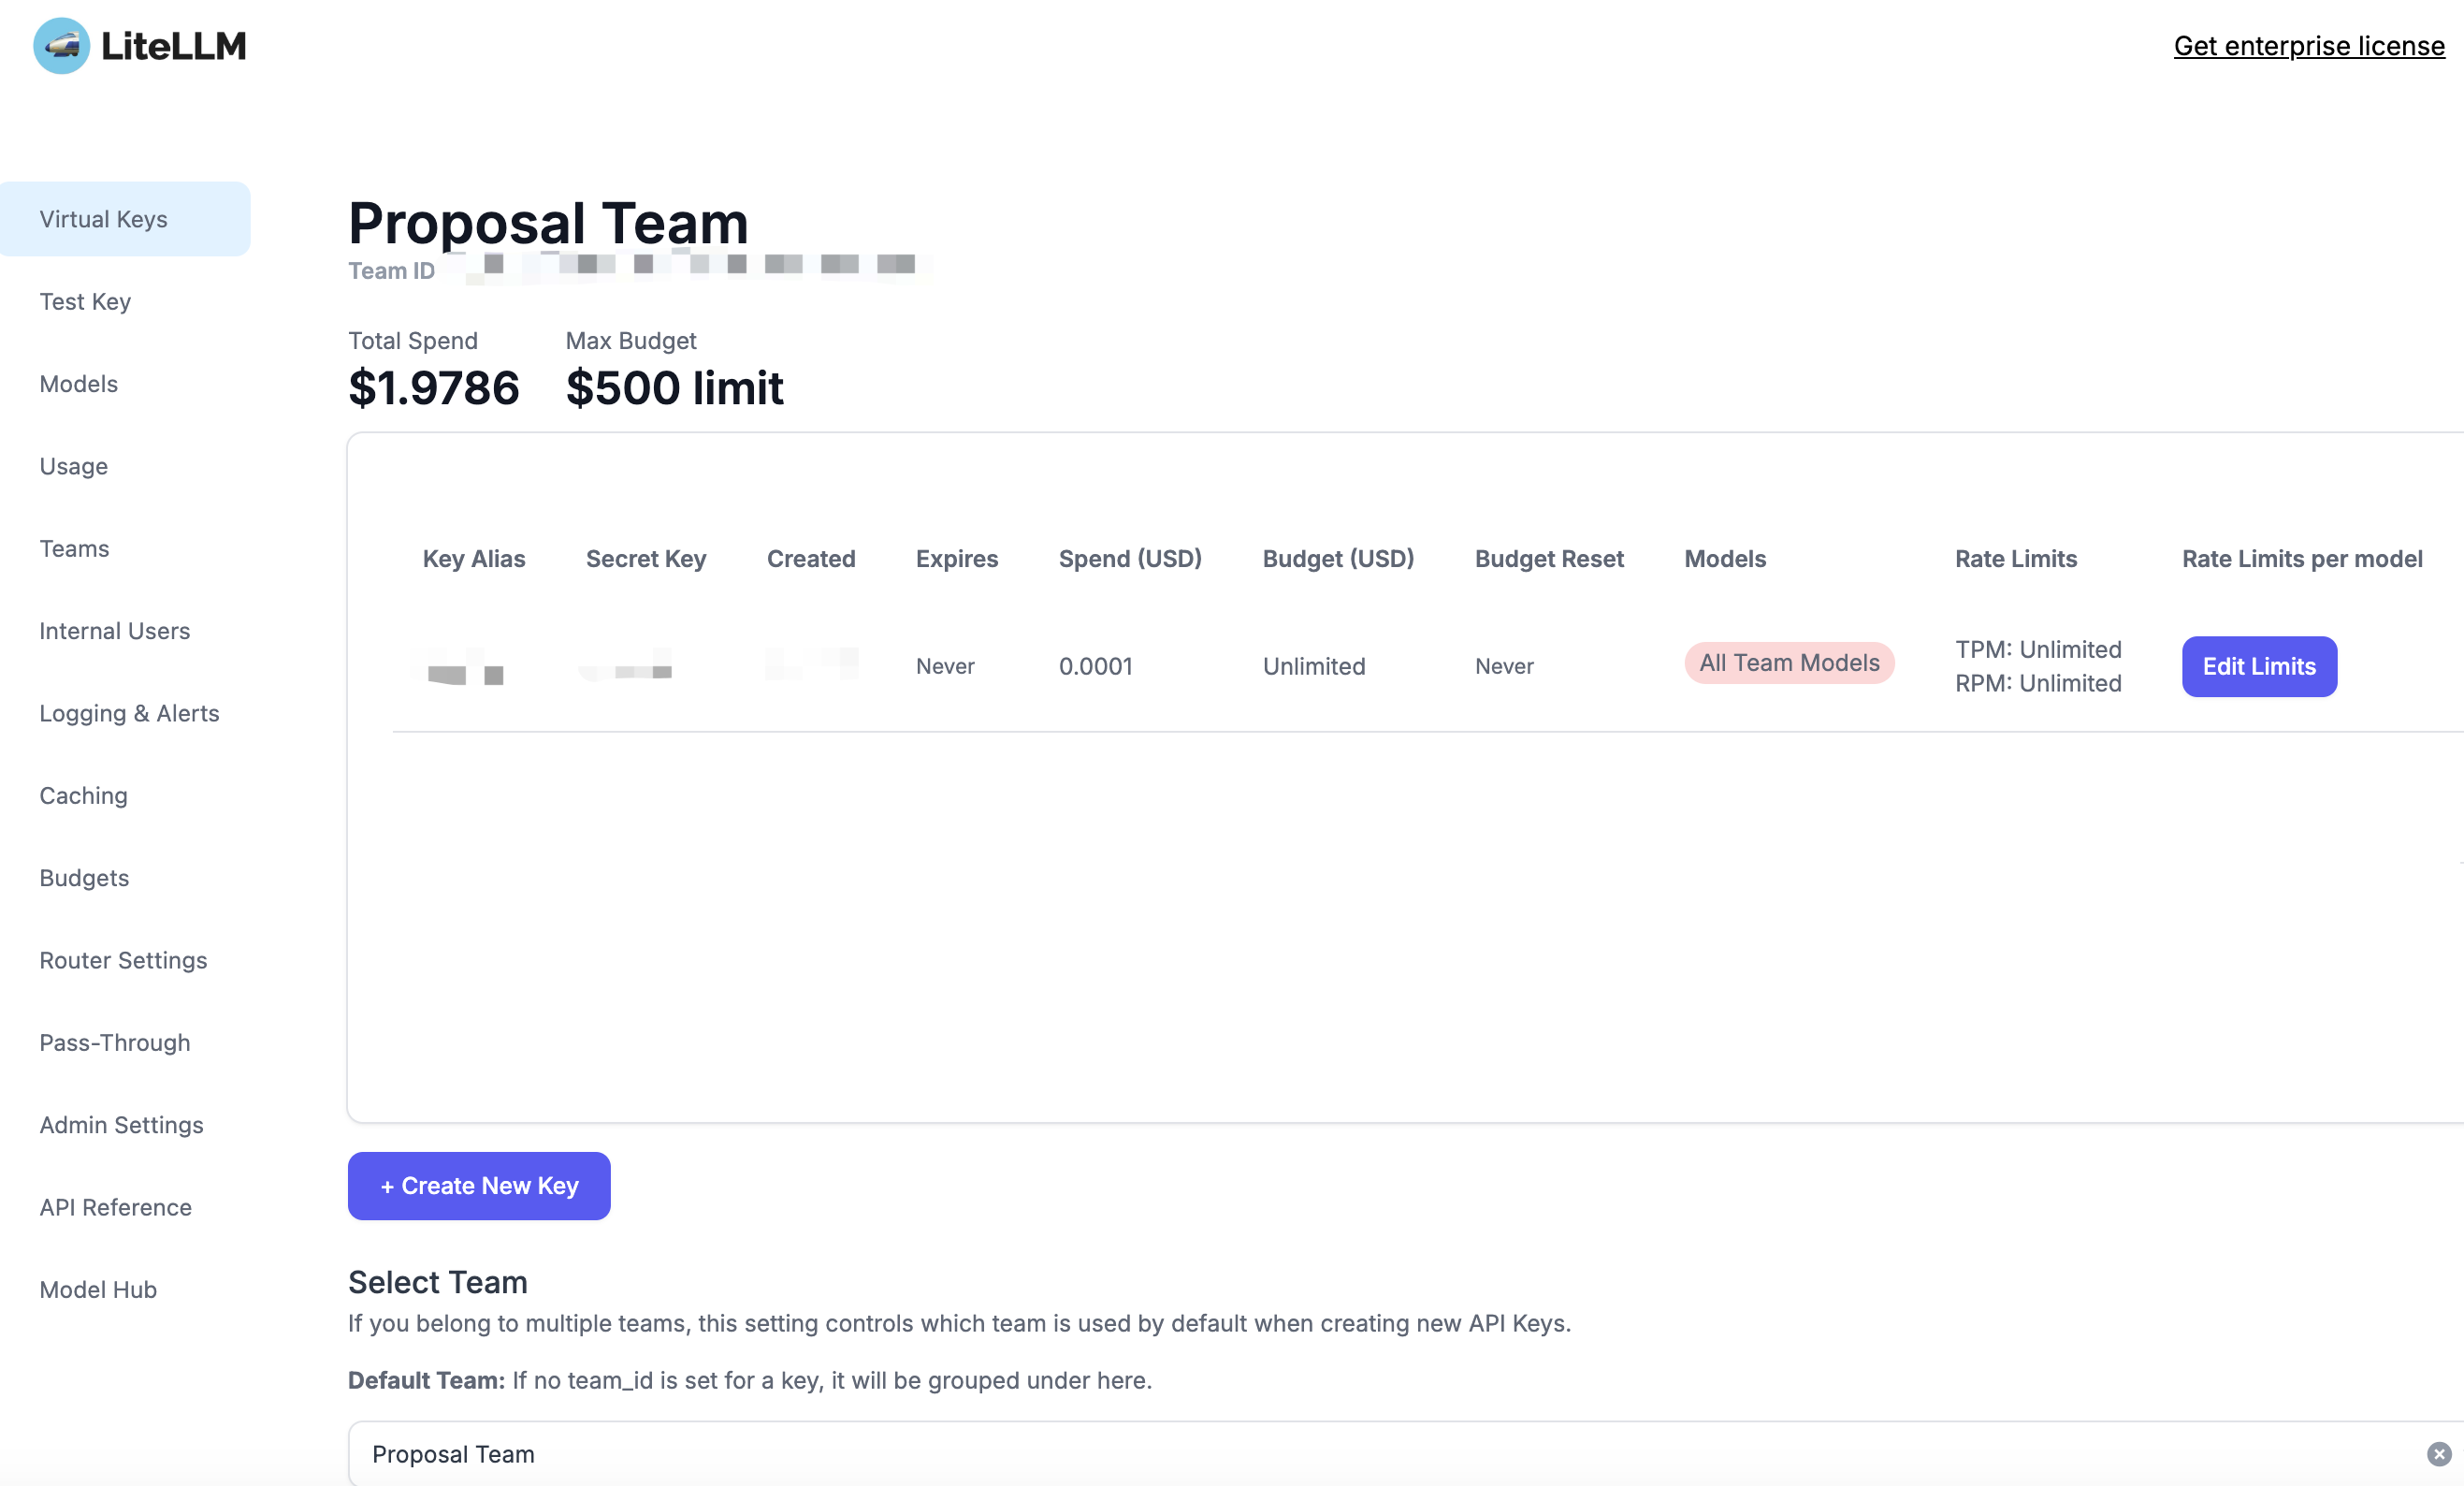 LiteLLM
Get enterprise license
Virtual Keys
Test Key
Models
Usage
Teams
Internal Users
Logging & Alerts
Caching
Budgets
Router Settings
Pass-Through
Admin Settings
API Reference
Model Hub
Proposal Team
Team ID
Total Spend Max Budget
$1.9786 $500 limit
Key Alias Secret Key Created Expires Spend (USD) Budget (USD) Budget Reset Models Rate Limits Rate Limits per model
Never 0.0001 Unlimited Never All Team Models TPM: Unlimited Edit Limits
RPM: Unlimited
+ Create New Key
Select Team
If you belong to multiple teams, this setting controls which team is used by default when creating new API Keys.
Default Team: If no team_id is set for a key, it will be grouped under here.
Proposal Team